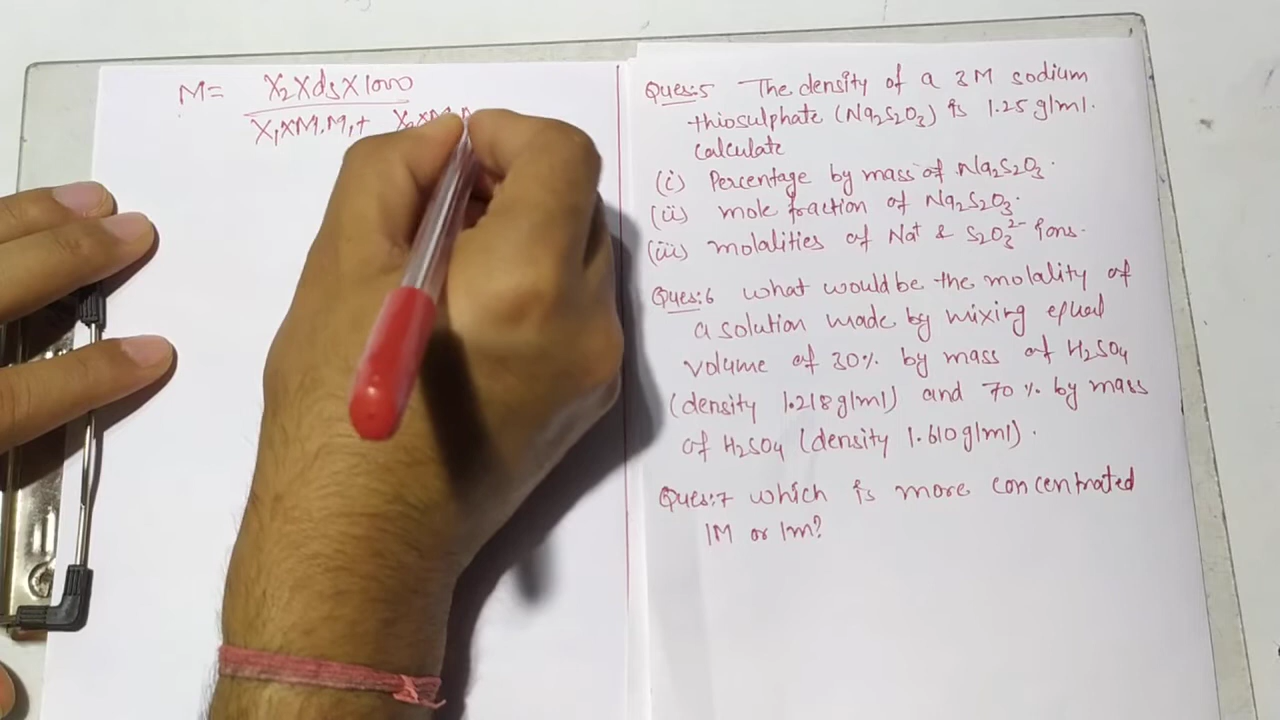 M = X2 X ds X 1000
X1 X M.M1 + X2 X M.
Ques:5 The density of a 3M sodium
thiosulphate (Na2S2O3) is 1.25 g/ml.
calculate
(i) Percentage by mass of Na2S2O3.
(ii) mole fraction of Na2S2O3.
(iii) molalities of Na+ & S2O3 2- ions.
Ques:6 what would be the molality of
a solution made by mixing equal
volume of 30% by mass of H2SO4
(density 1.218 g/ml) and 70% by mass
of H2SO4 (density 1.610 g/ml).
Ques:7 which is more concentrated
1M or 1m?